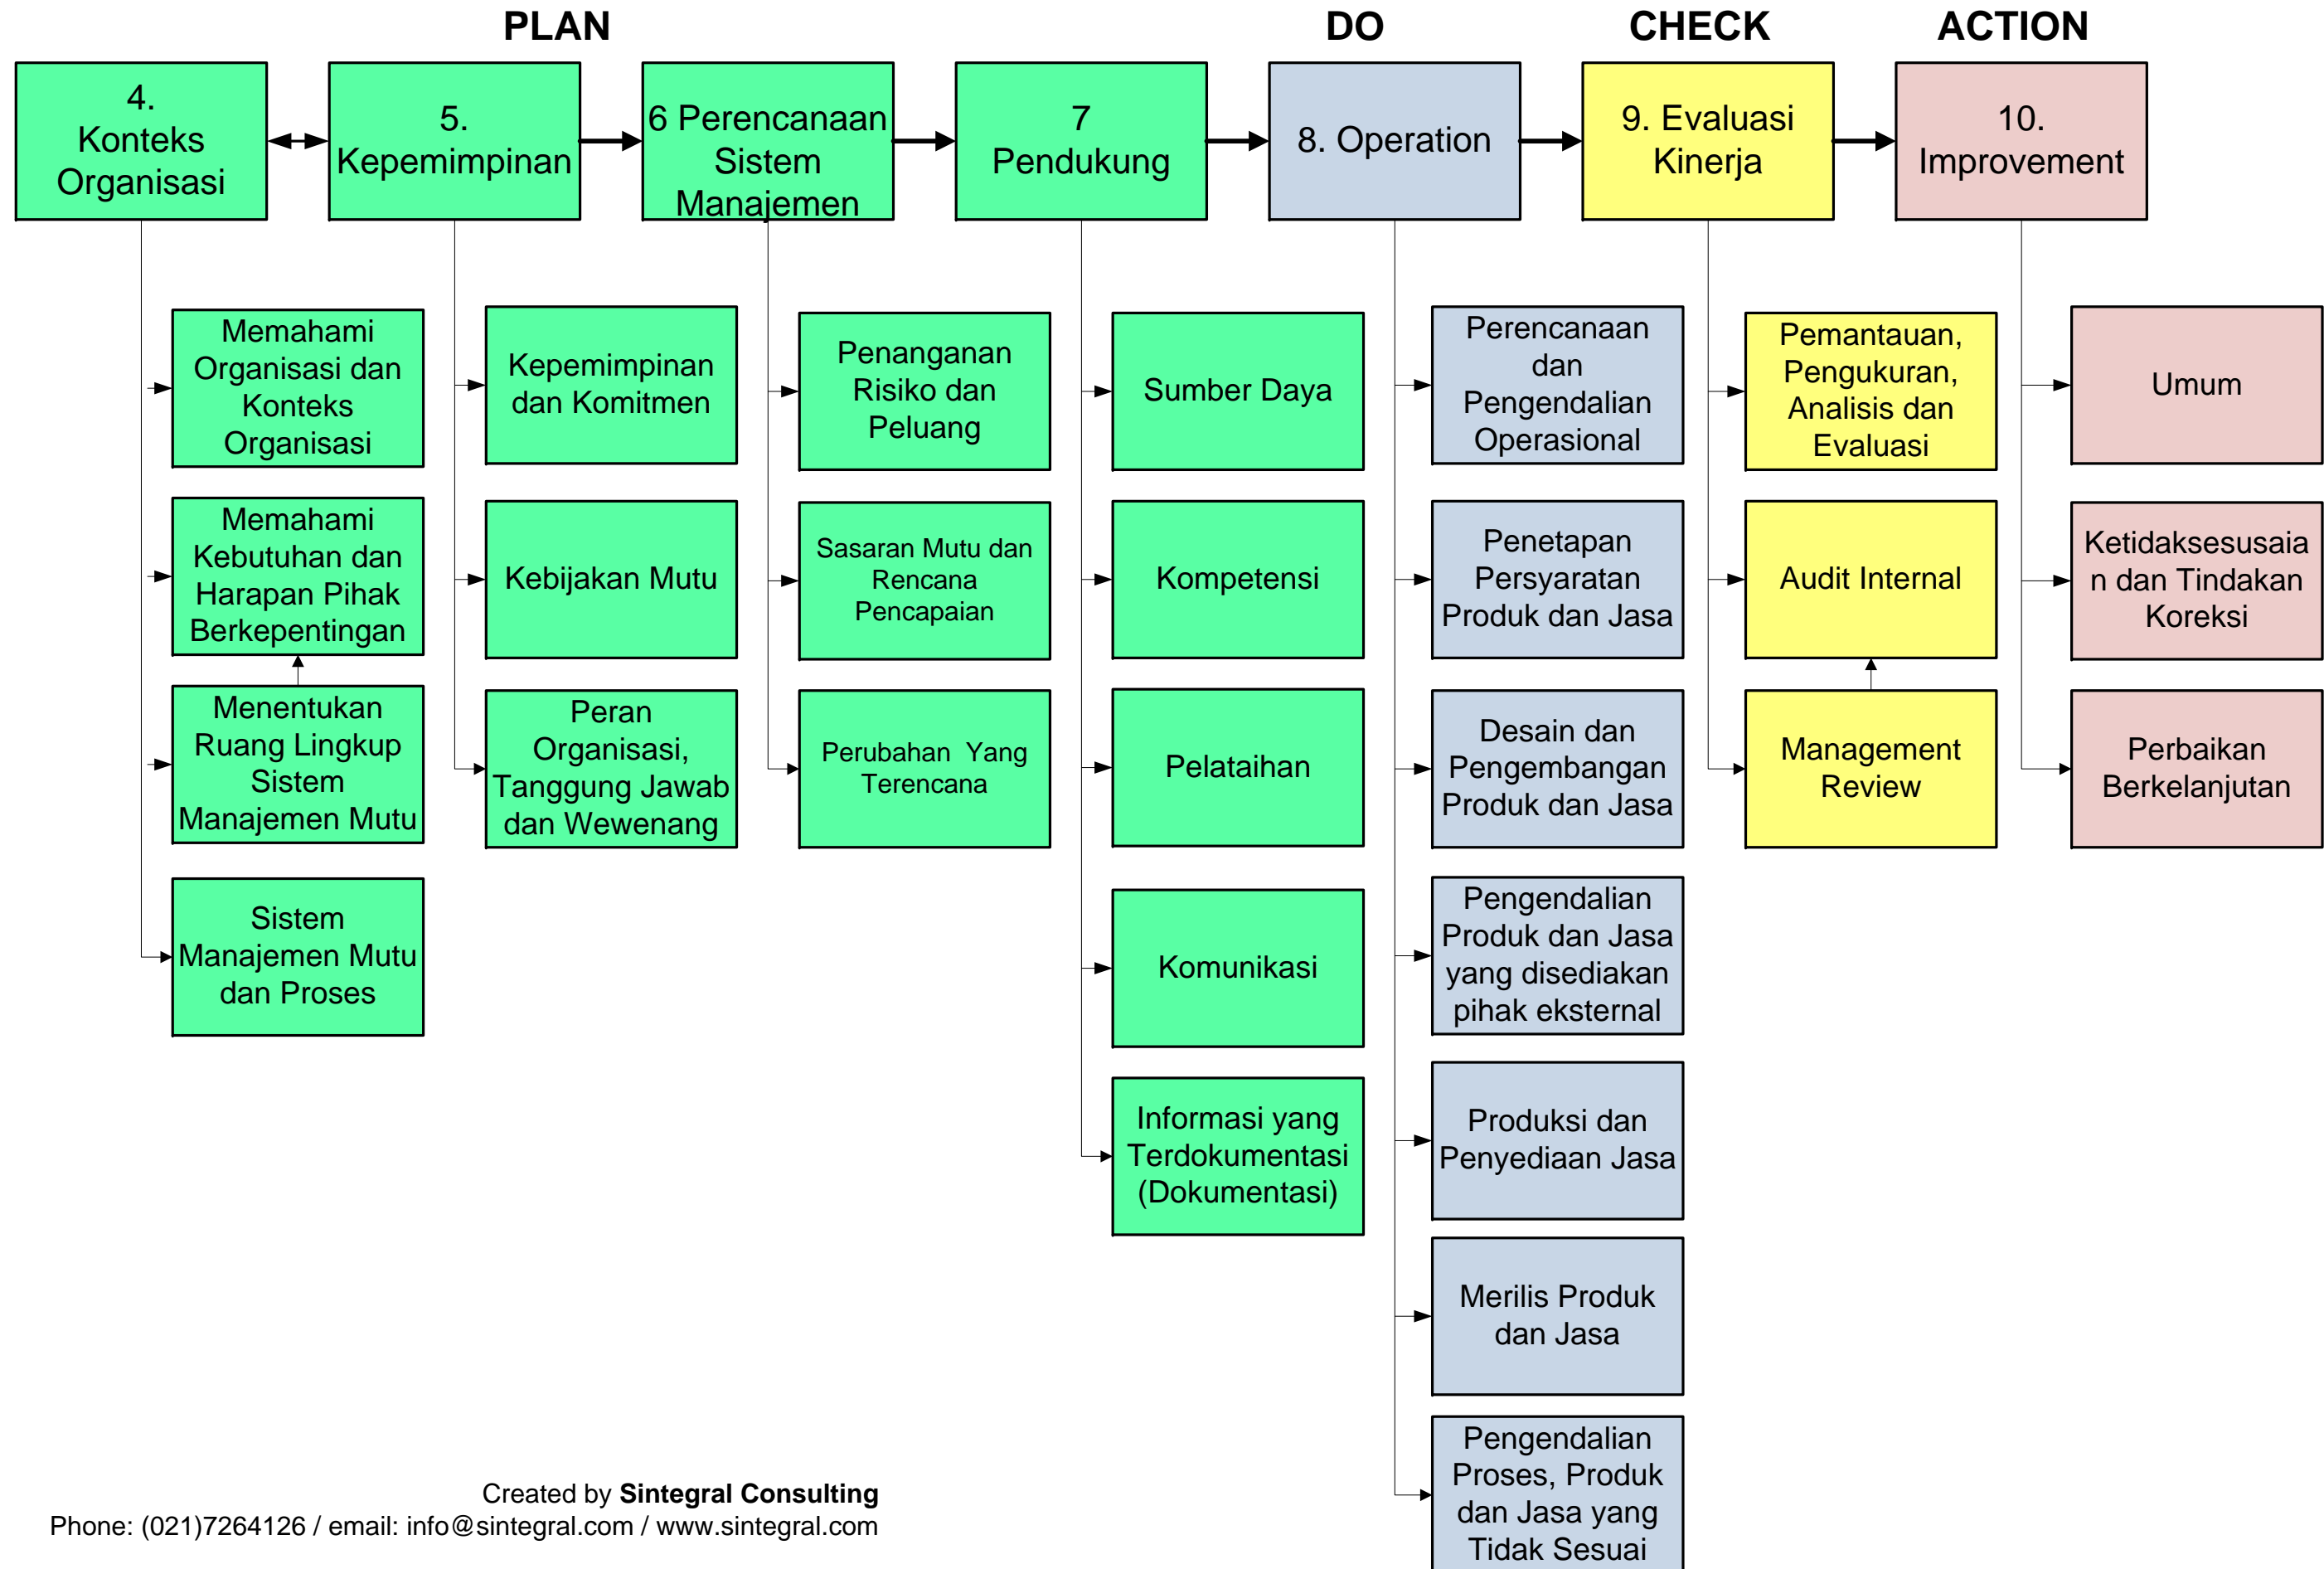 PLAN
DO
CHECK
ACTION
4.
Konteks
Organisasi
5.
Kepemimpinan
6 Perencanaan
Sistem
Manajemen
7
Pendukung
8. Operation
9. Evaluasi
Kinerja
10.
Improvement
Memahami
Organisasi dan
Konteks
Organisasi
Memahami
Kebutuhan dan
Harapan Pihak
Berkepentingan
Menentukan
Ruang Lingkup
Sistem
Manajemen Mutu
Sistem
Manajemen Mutu
dan Proses
Kepemimpinan
dan Komitmen
Kebijakan Mutu
Peran
Organisasi,
Tanggung Jawab
dan Wewenang
Penanganan
Risiko dan
Peluang
Sasaran Mutu dan
Rencana
Pencapaian
Perubahan Yang
Terencana
Sumber Daya
Kompetensi
Pelataihan
Komunikasi
Informasi yang
Terdokumentasi
(Dokumentasi)
Perencanaan
dan
Pengendalian
Operasional
Penetapan
Persyaratan
Produk dan Jasa
Desain dan
Pengembangan
Produk dan Jasa
Pengendalian
Produk dan Jasa
yang disediakan
pihak eksternal
Produksi dan
Penyediaan Jasa
Merilis Produk
dan Jasa
Pengendalian
Proses, Produk
dan Jasa yang
Tidak Sesuai
Pemantauan,
Pengukuran,
Analisis dan
Evaluasi
Audit Internal
Management
Review
Umum
Ketidaksesusaia
n dan Tindakan
Koreksi
Perbaikan
Berkelanjutan
Created by Sintegral Consulting
Phone: (021)7264126 / email: info@sintegral.com / www.sintegral.com